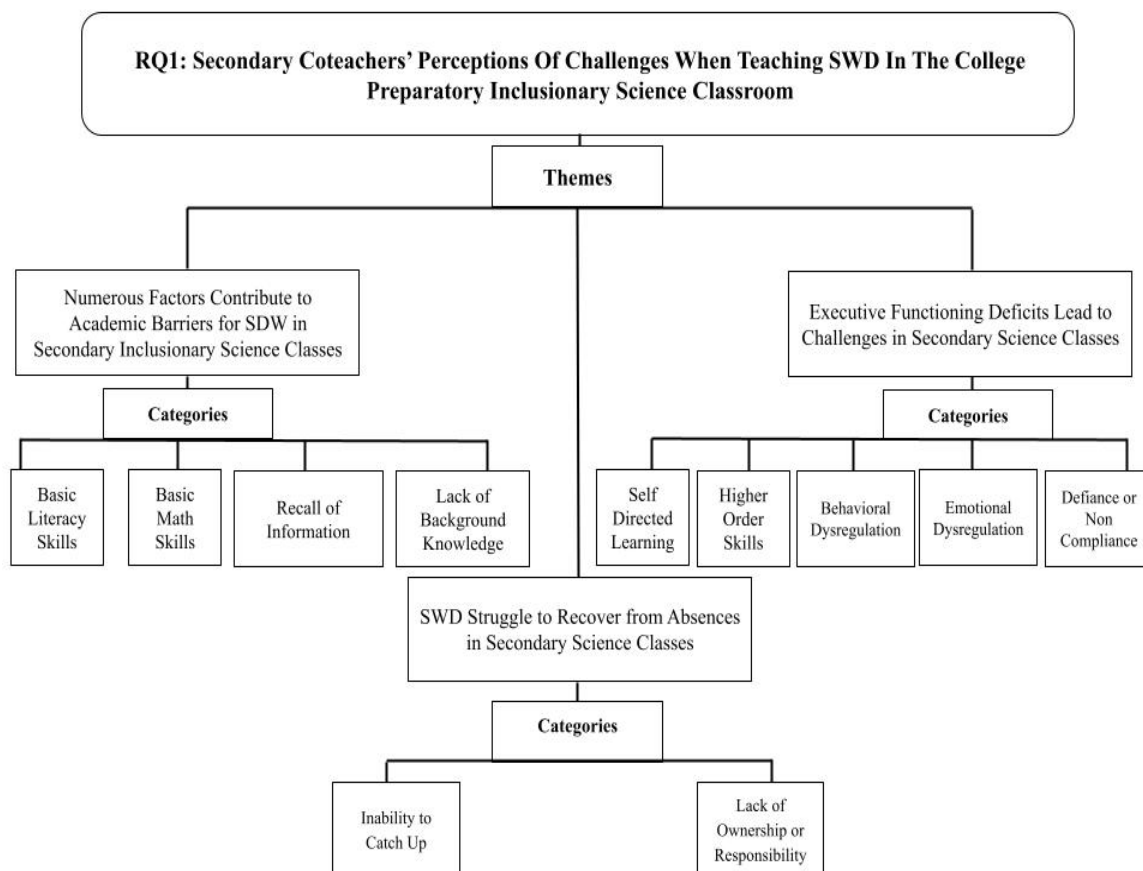 RQ1: Secondary Coteachers’ Perceptions Of Challenges When Teaching SWD In The College
Preparatory Inclusionary Science Classroom
Themes
Numerous Factors Contribute to
Academic Barriers for SDW in
Secondary Inclusionary Science Classes
Categories
Basic
Literacy
Skills
Basic
Math
Skills
Recall of
Information
Lack of
Background
Knowledge
Executive Functioning Deficits Lead to
Challenges in Secondary Science Classes
Categories
Self
Directed
Learning
Higher
Order
Skills
Behavioral
Dysregulation
Emotional
Dysregulation
Defiance or
Non
Compliance
SWD Struggle to Recover from Absences
in Secondary Science Classes
Categories
Inability to
Catch Up
Lack of
Ownership or
Responsibility